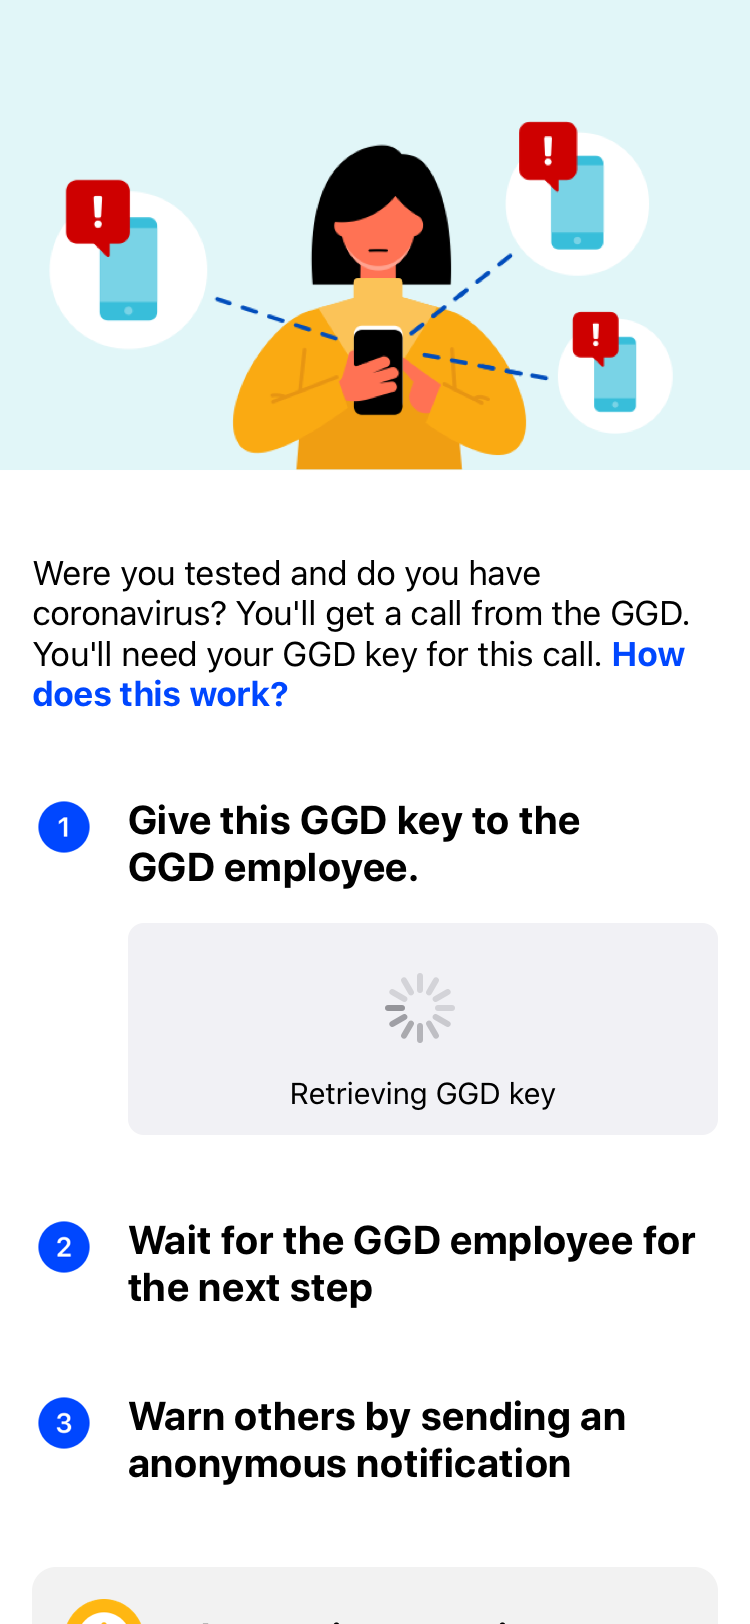 Were you tested and do you have
coronavirus? You'll get a call from the GGD.
You'll need your GGD key for this call. How
does this work?
1
Give this GGD key to the
GGD employee.
Retrieving GGD key
2
Wait for the GGD employee for
the next step
3
Warn others by sending an
anonymous notification